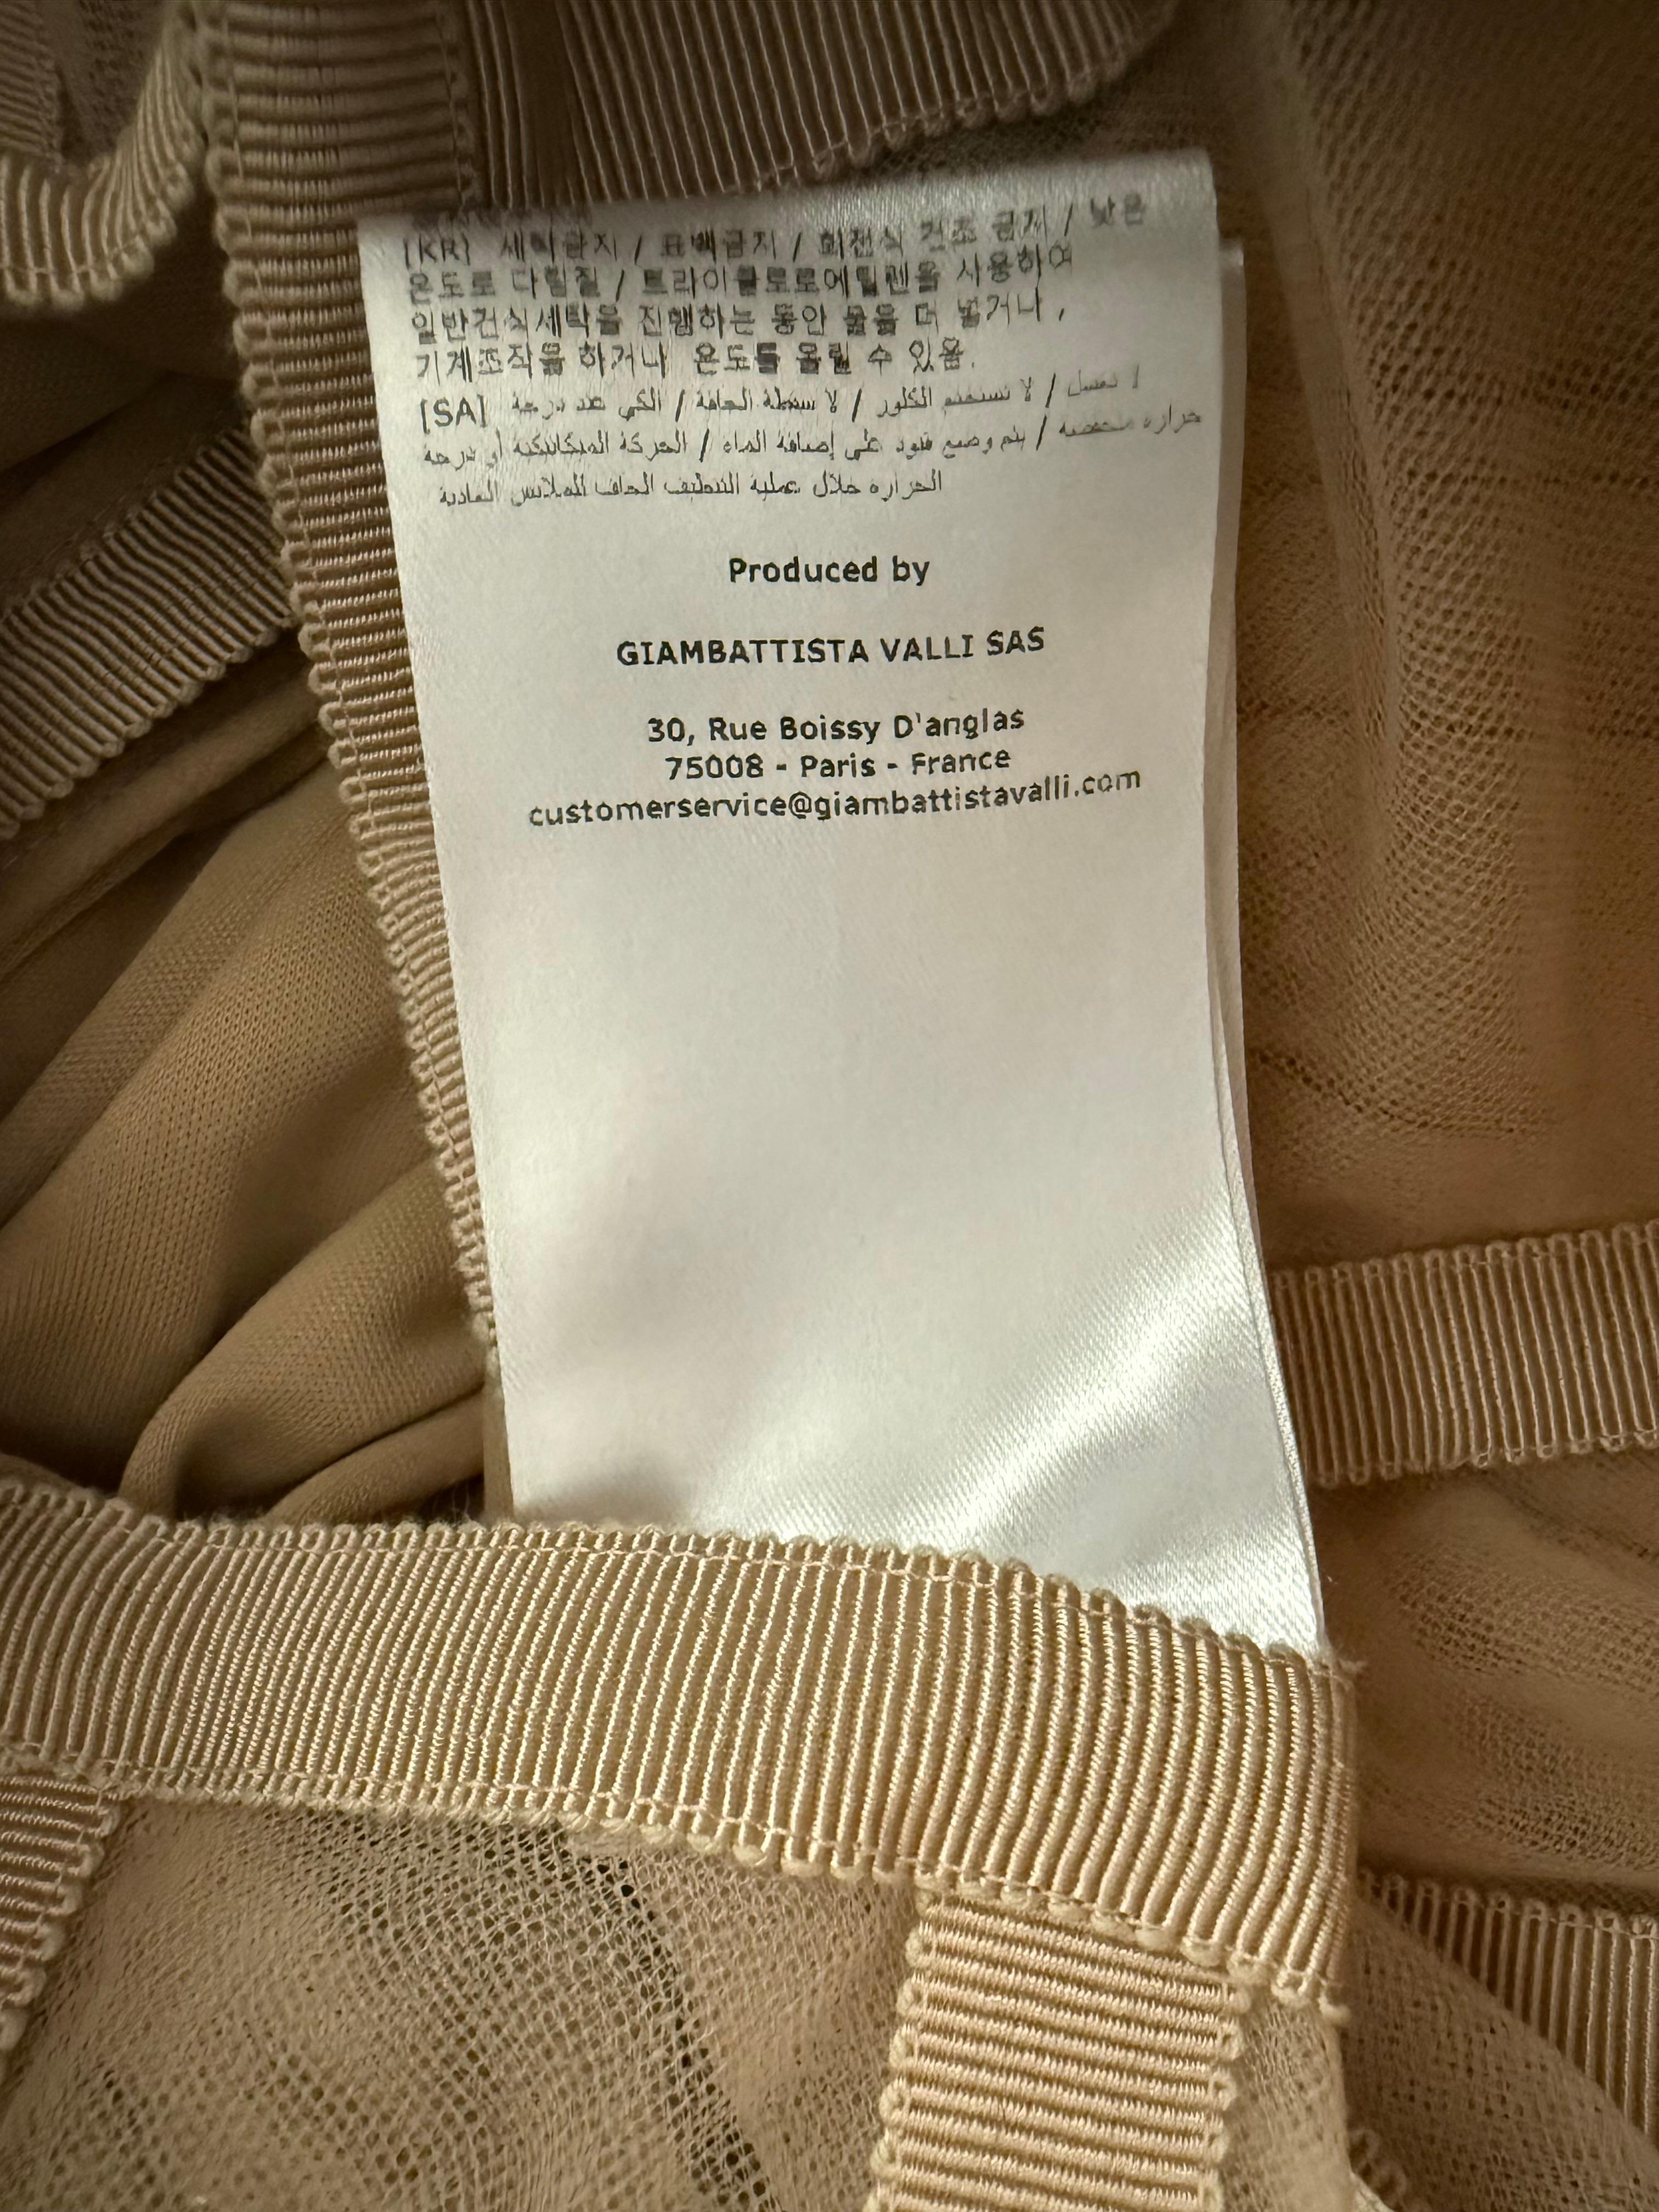 [KR] 세탁금지 / 표백금지 / 회전식 건조 금지 / 낮은
온도로 다림질 / 트라이클로로에틸렌을 사용하여
일반건식세탁을 진행하는 동안 물을 더 넣거나 ,
기계조작을 하거나 온도를 올릴 수 있음.
[SA] لا تغسل / لا تستخدم الكلور / لا / الكي عند درجة
حرارة منخفضة / يتم وضع قيود على إضافة الماء / الحركة الميكانيكية أو درجة
الحرارة خلال عملية التنظيف الجاف للملابس العادية
Produced by
GIAMBATTISTA VALLI SAS
30, Rue Boissy D'anglas
75008 - Paris - France
customerservice@giambattistavalli.com